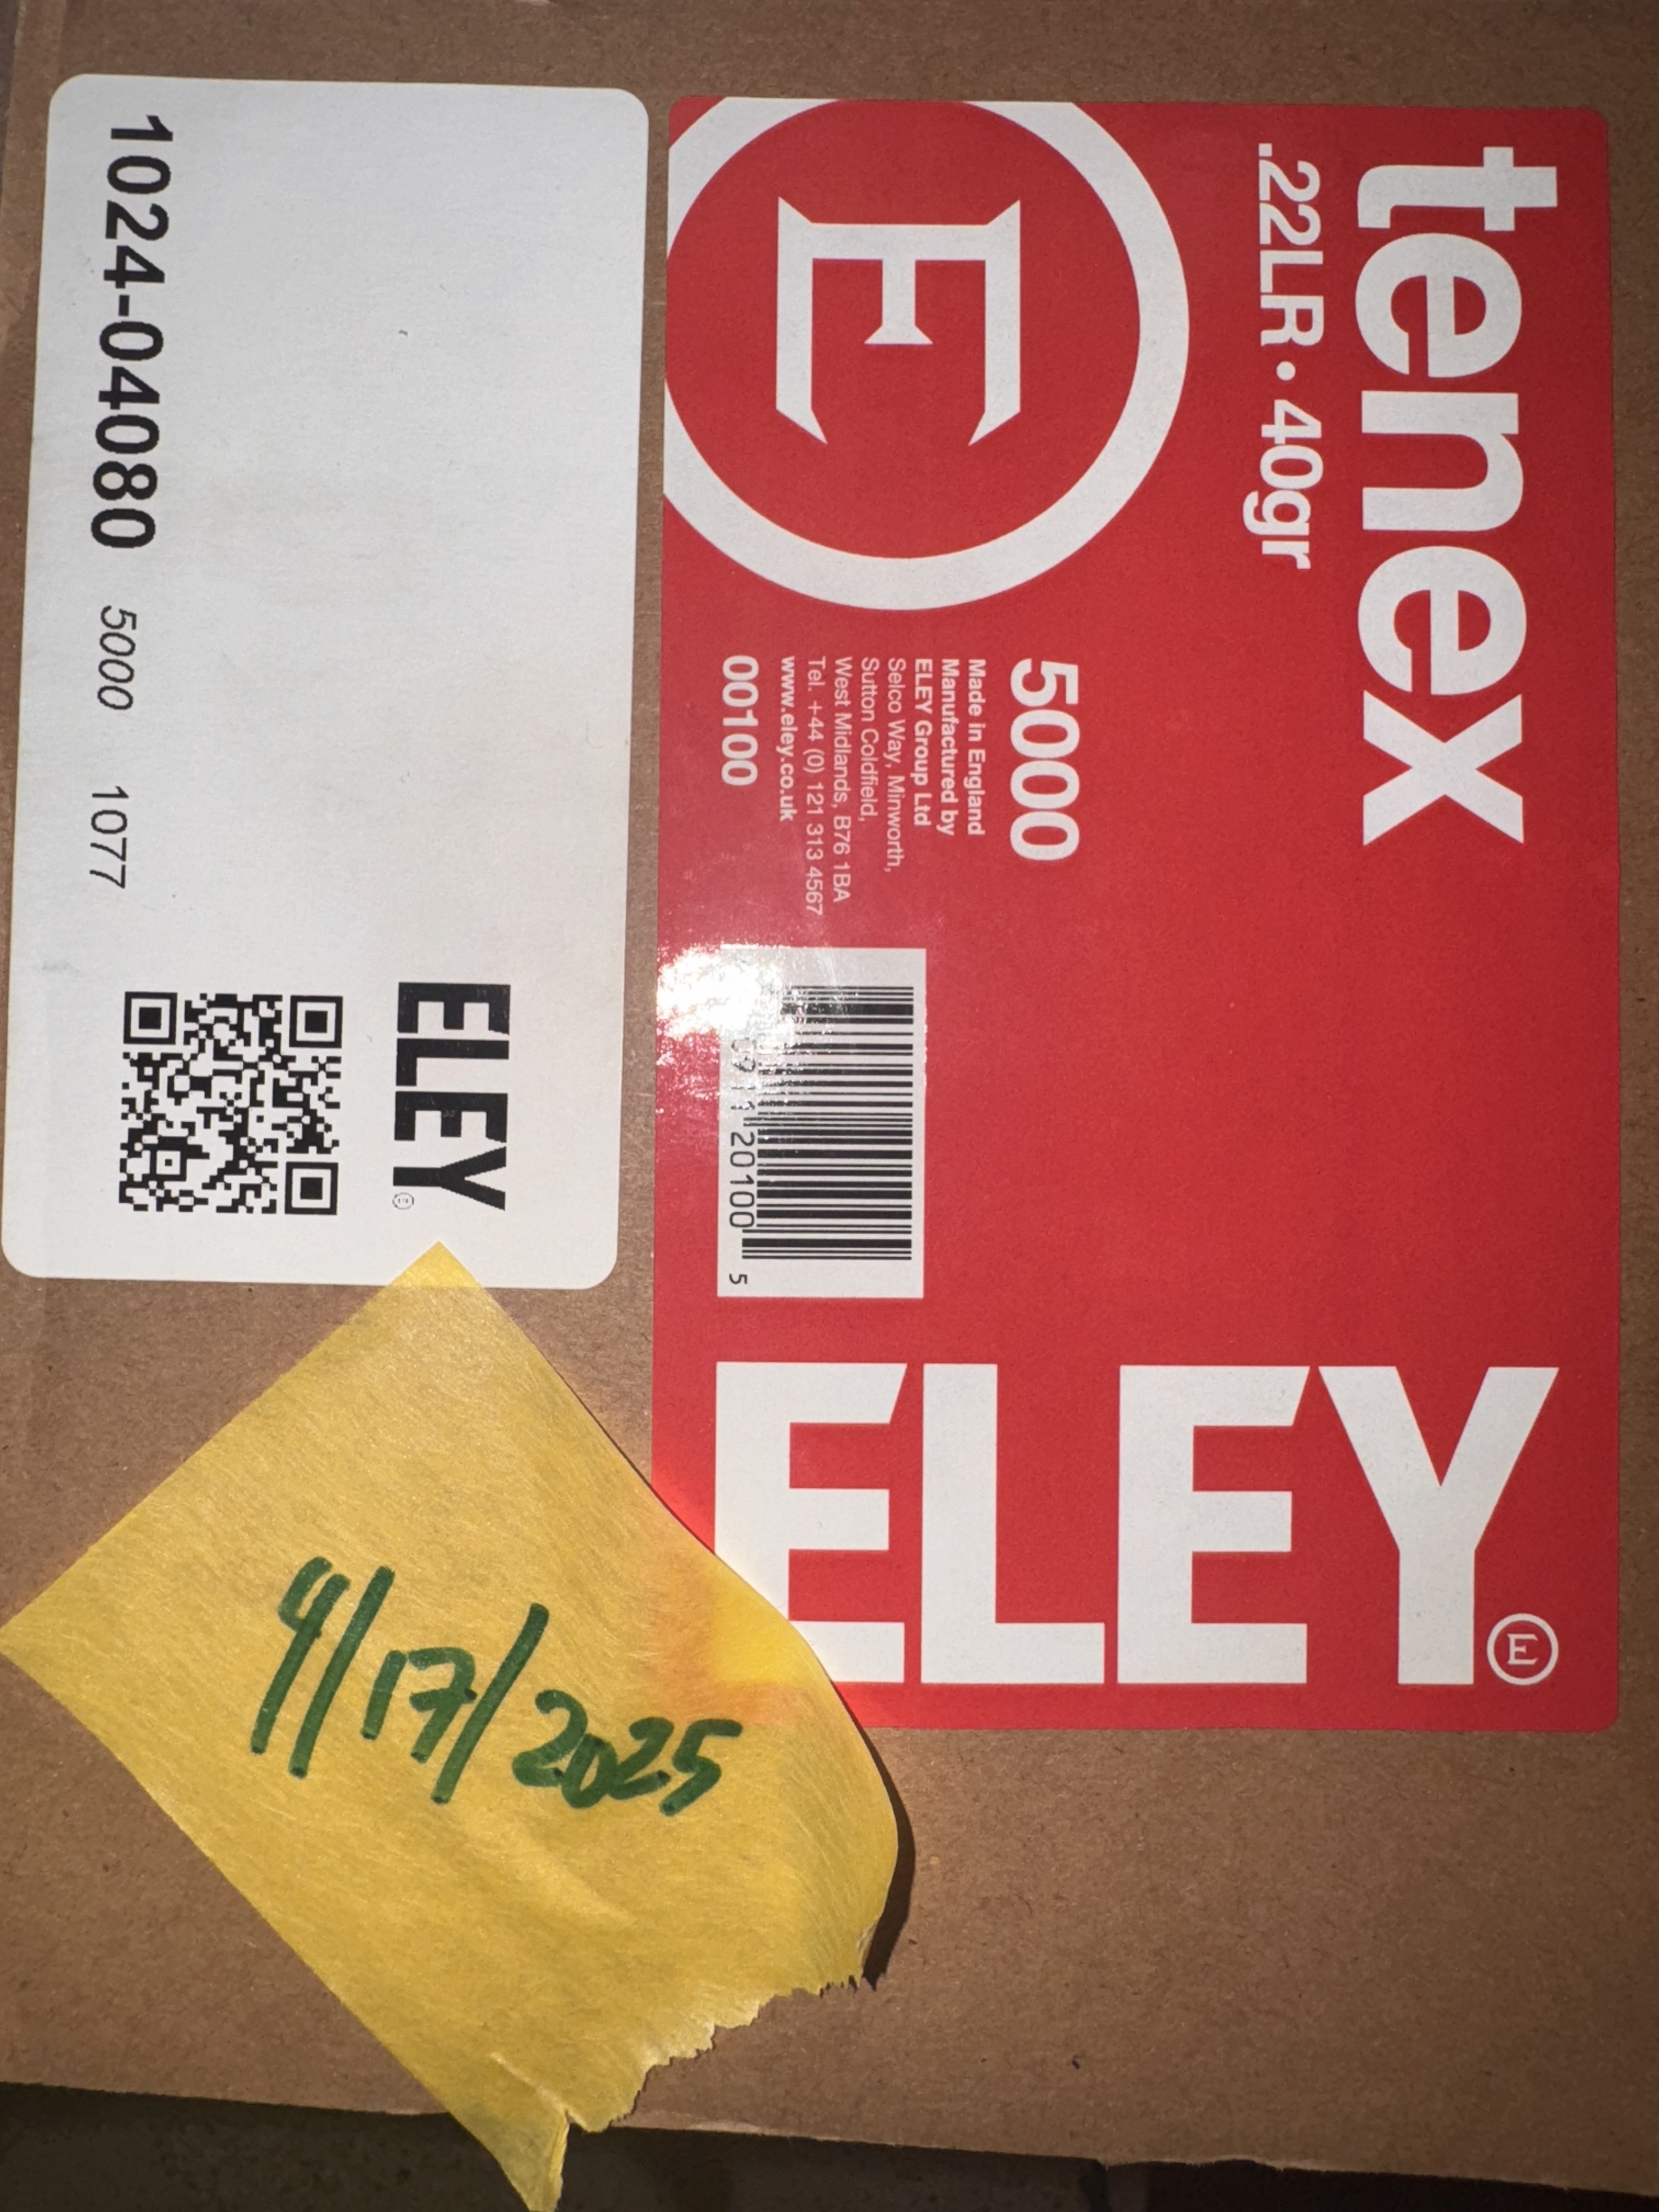 tenex
.22LR • 40gr
E
5000
Made in England
Manufactured by
ELEY Group Ltd
Selco Way, Minworth,
Sutton Coldfield,
West Midlands, B76 1BA
Tel. +44 (0) 121 313 4567
www.eley.co.uk
00100
20100 5
ELEY
E
ELEY
1024-04080 5000 1077
4/17/2025